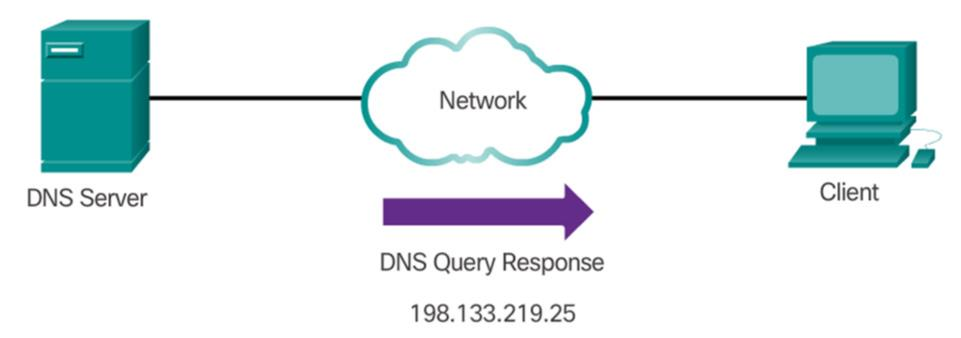 Network
DNS Server
Client
DNS Query Response
198.133.219.25